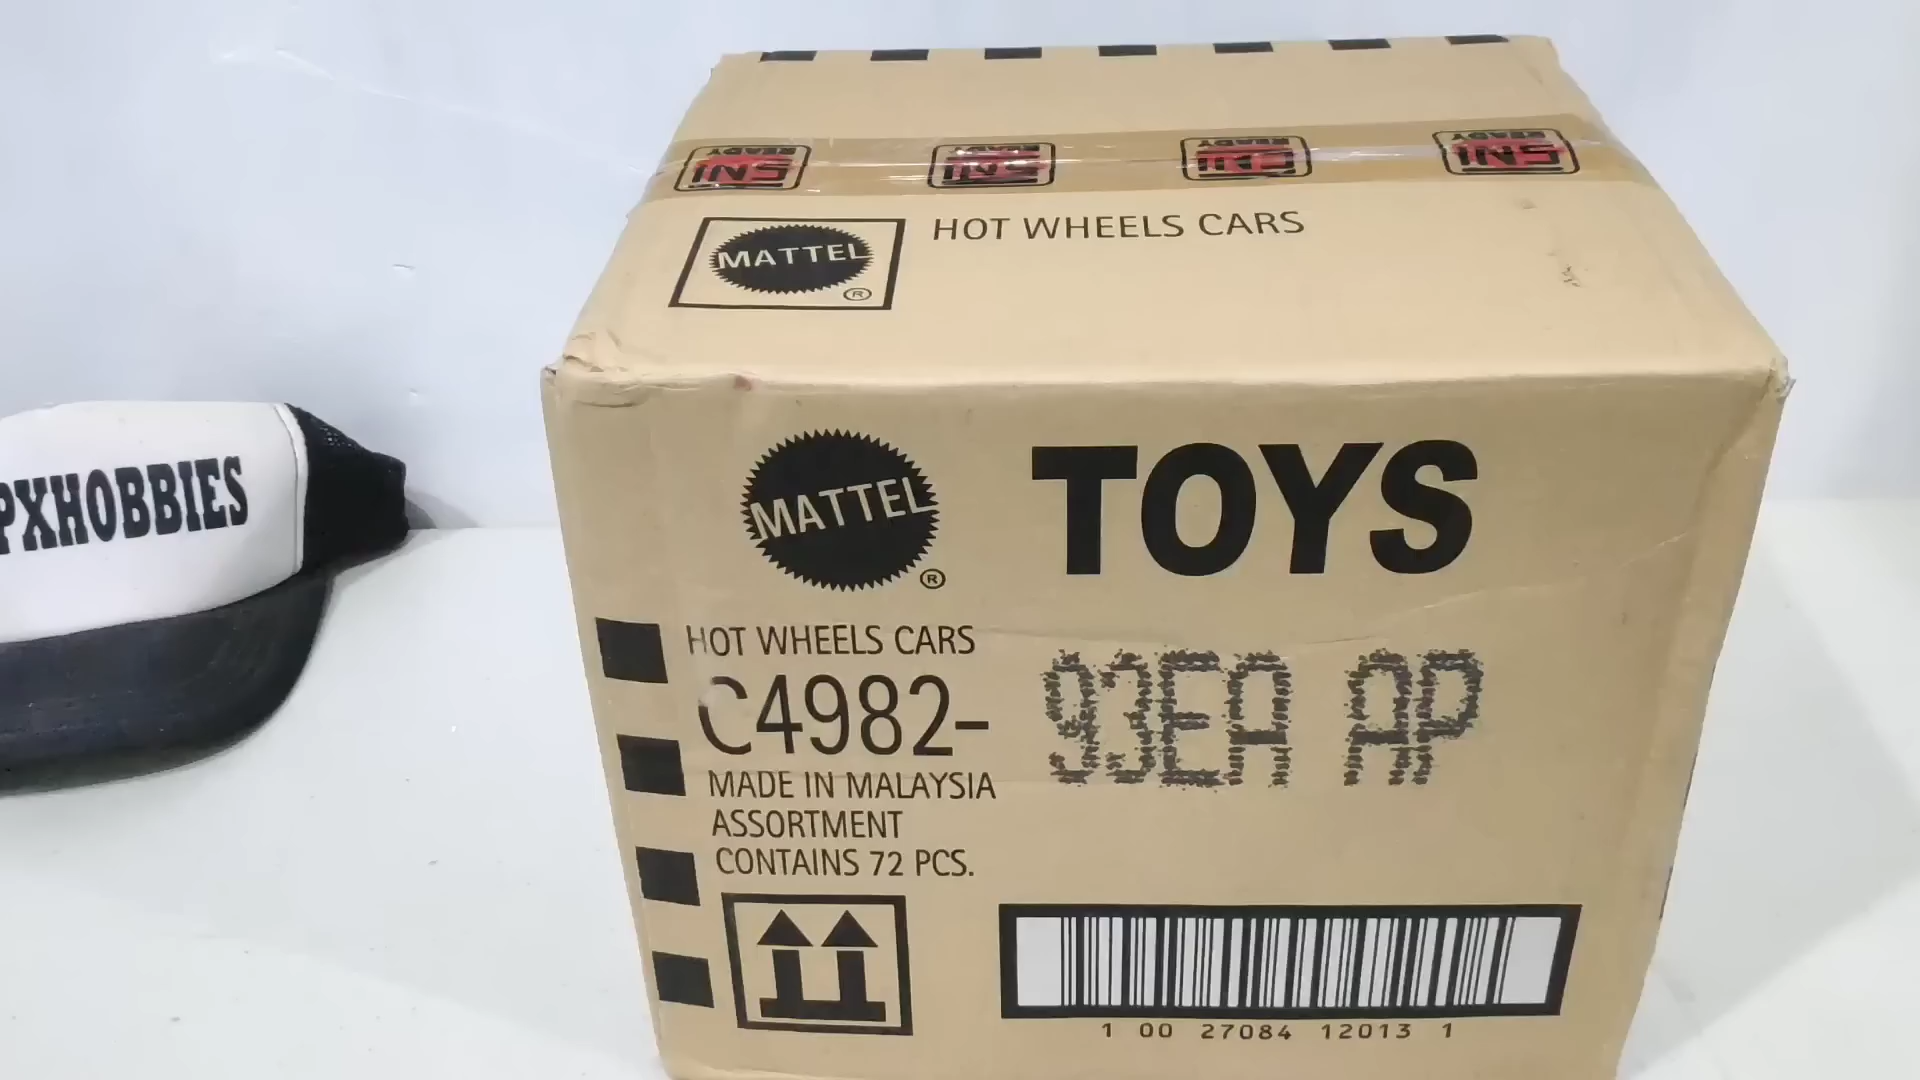 SNI READY SNI READY SNI READY SNI READY
MATTEL ®
HOT WHEELS CARS
PXHOBBIES
MATTEL ®
TOYS
HOT WHEELS CARS
C4982-
93EA AP
MADE IN MALAYSIA
ASSORTMENT
CONTAINS 72 PCS.
1 00 27084 12013 1